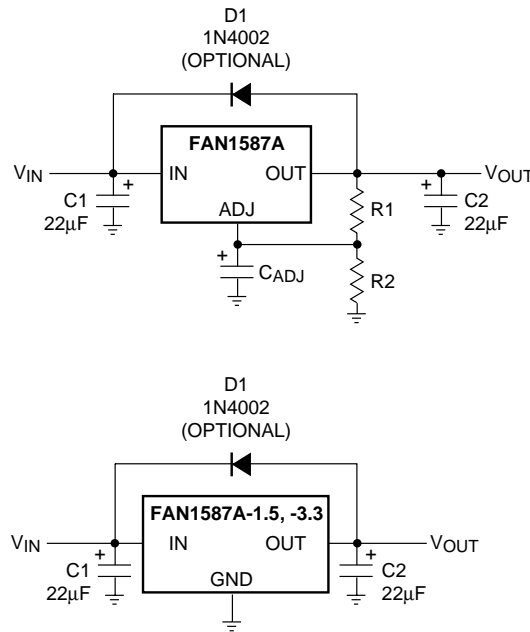 D1
1N4002
(OPTIONAL)
FAN1587A
VIN
IN
OUT
VOUT
+
C1
22µF
ADJ
R1
+
C2
22µF
+
CADJ
R2
D1
1N4002
(OPTIONAL)
FAN1587A-1.5, -3.3
VIN
IN
OUT
VOUT
+
C1
22µF
GND
+
C2
22µF